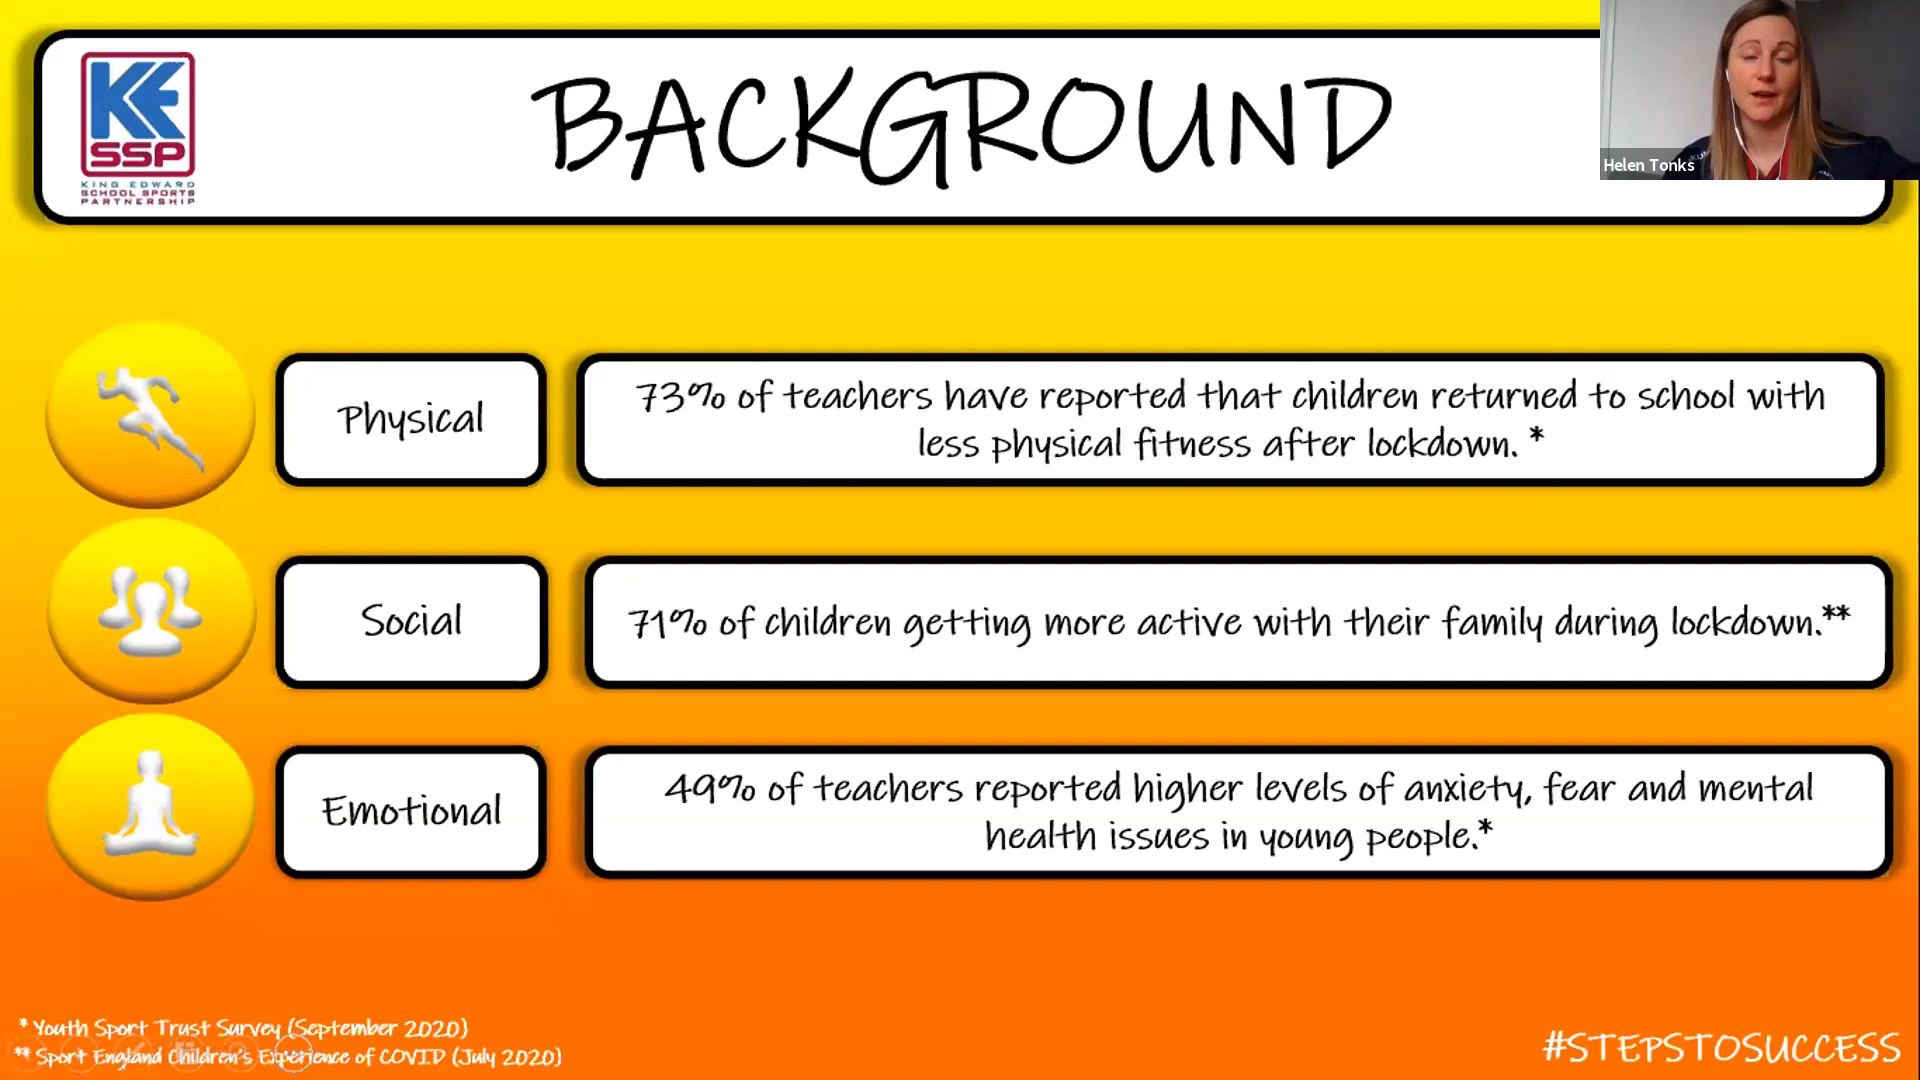 KE
SSP
KING EDWARD
SCHOOL SPORTS
PARTNERSHIP
BACKGROUND
Helen Tonks
Physical
73% of teachers have reported that children returned to school with
less physical fitness after lockdown. *
Social
71% of children getting more active with their family during lockdown.**
Emotional
49% of teachers reported higher levels of anxiety, fear and mental
health issues in young people.*
* Youth Sport Trust Survey (September 2020)
** Sport England Children's Experience of COVID (July 2020)
#STEPSTOSUCCESS